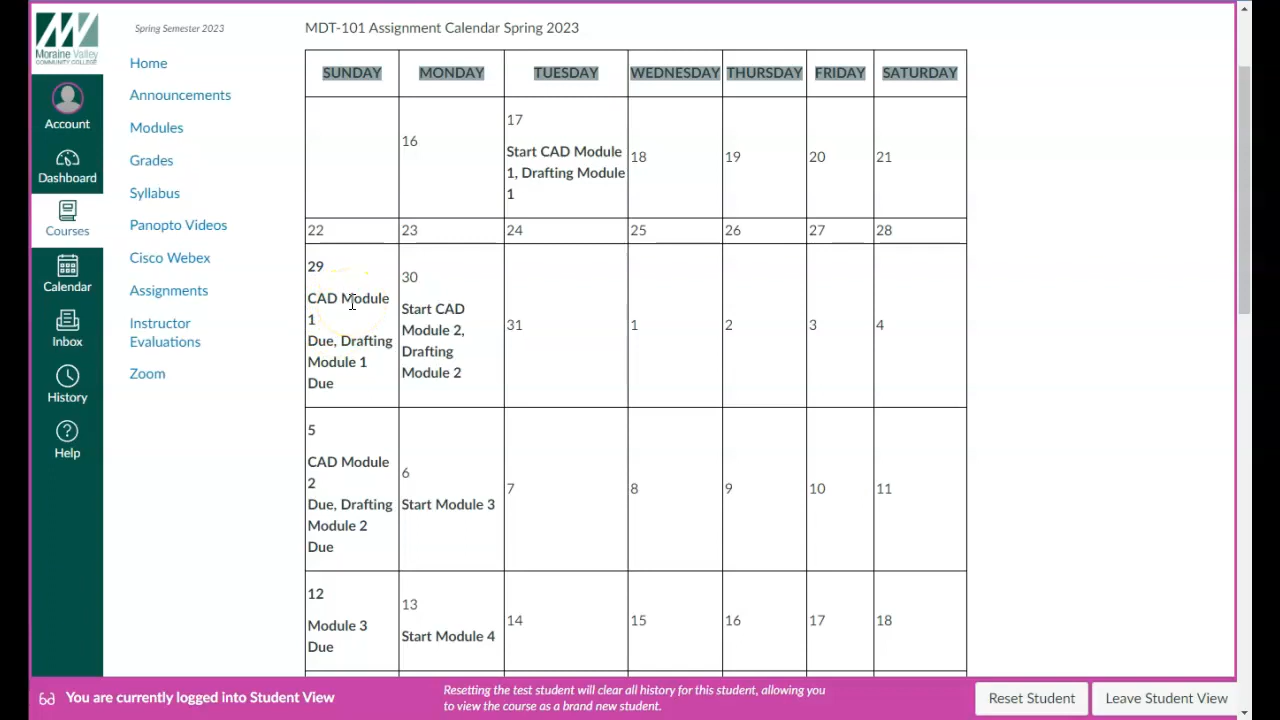 Moraine Valley
COMMUNITY COLLEGE
Account
Dashboard
Courses
Calendar
Inbox
History
Help
Spring Semester 2023
Home
Announcements
Modules
Grades
Syllabus
Panopto Videos
Cisco Webex
Assignments
Instructor
Evaluations
Zoom
MDT-101 Assignment Calendar Spring 2023
SUNDAY MONDAY TUESDAY WEDNESDAY THURSDAY FRIDAY SATURDAY
16
17
Start CAD Module
1, Drafting Module
1
18
19
20
21
22 23 24 25 26 27 28
29
CAD Module
1
Due, Drafting
Module 1
Due
30
Start CAD
Module 2,
Drafting
Module 2
31
1
2
3
4
5
CAD Module
2
Due, Drafting
Module 2
Due
6
Start Module 3
7
8
9
10
11
12
Module 3
Due
13
Start Module 4
14
15
16
17
18
You are currently logged into Student View
Resetting the test student will clear all history for this student, allowing you
to view the course as a brand new student.
Reset Student
Leave Student View